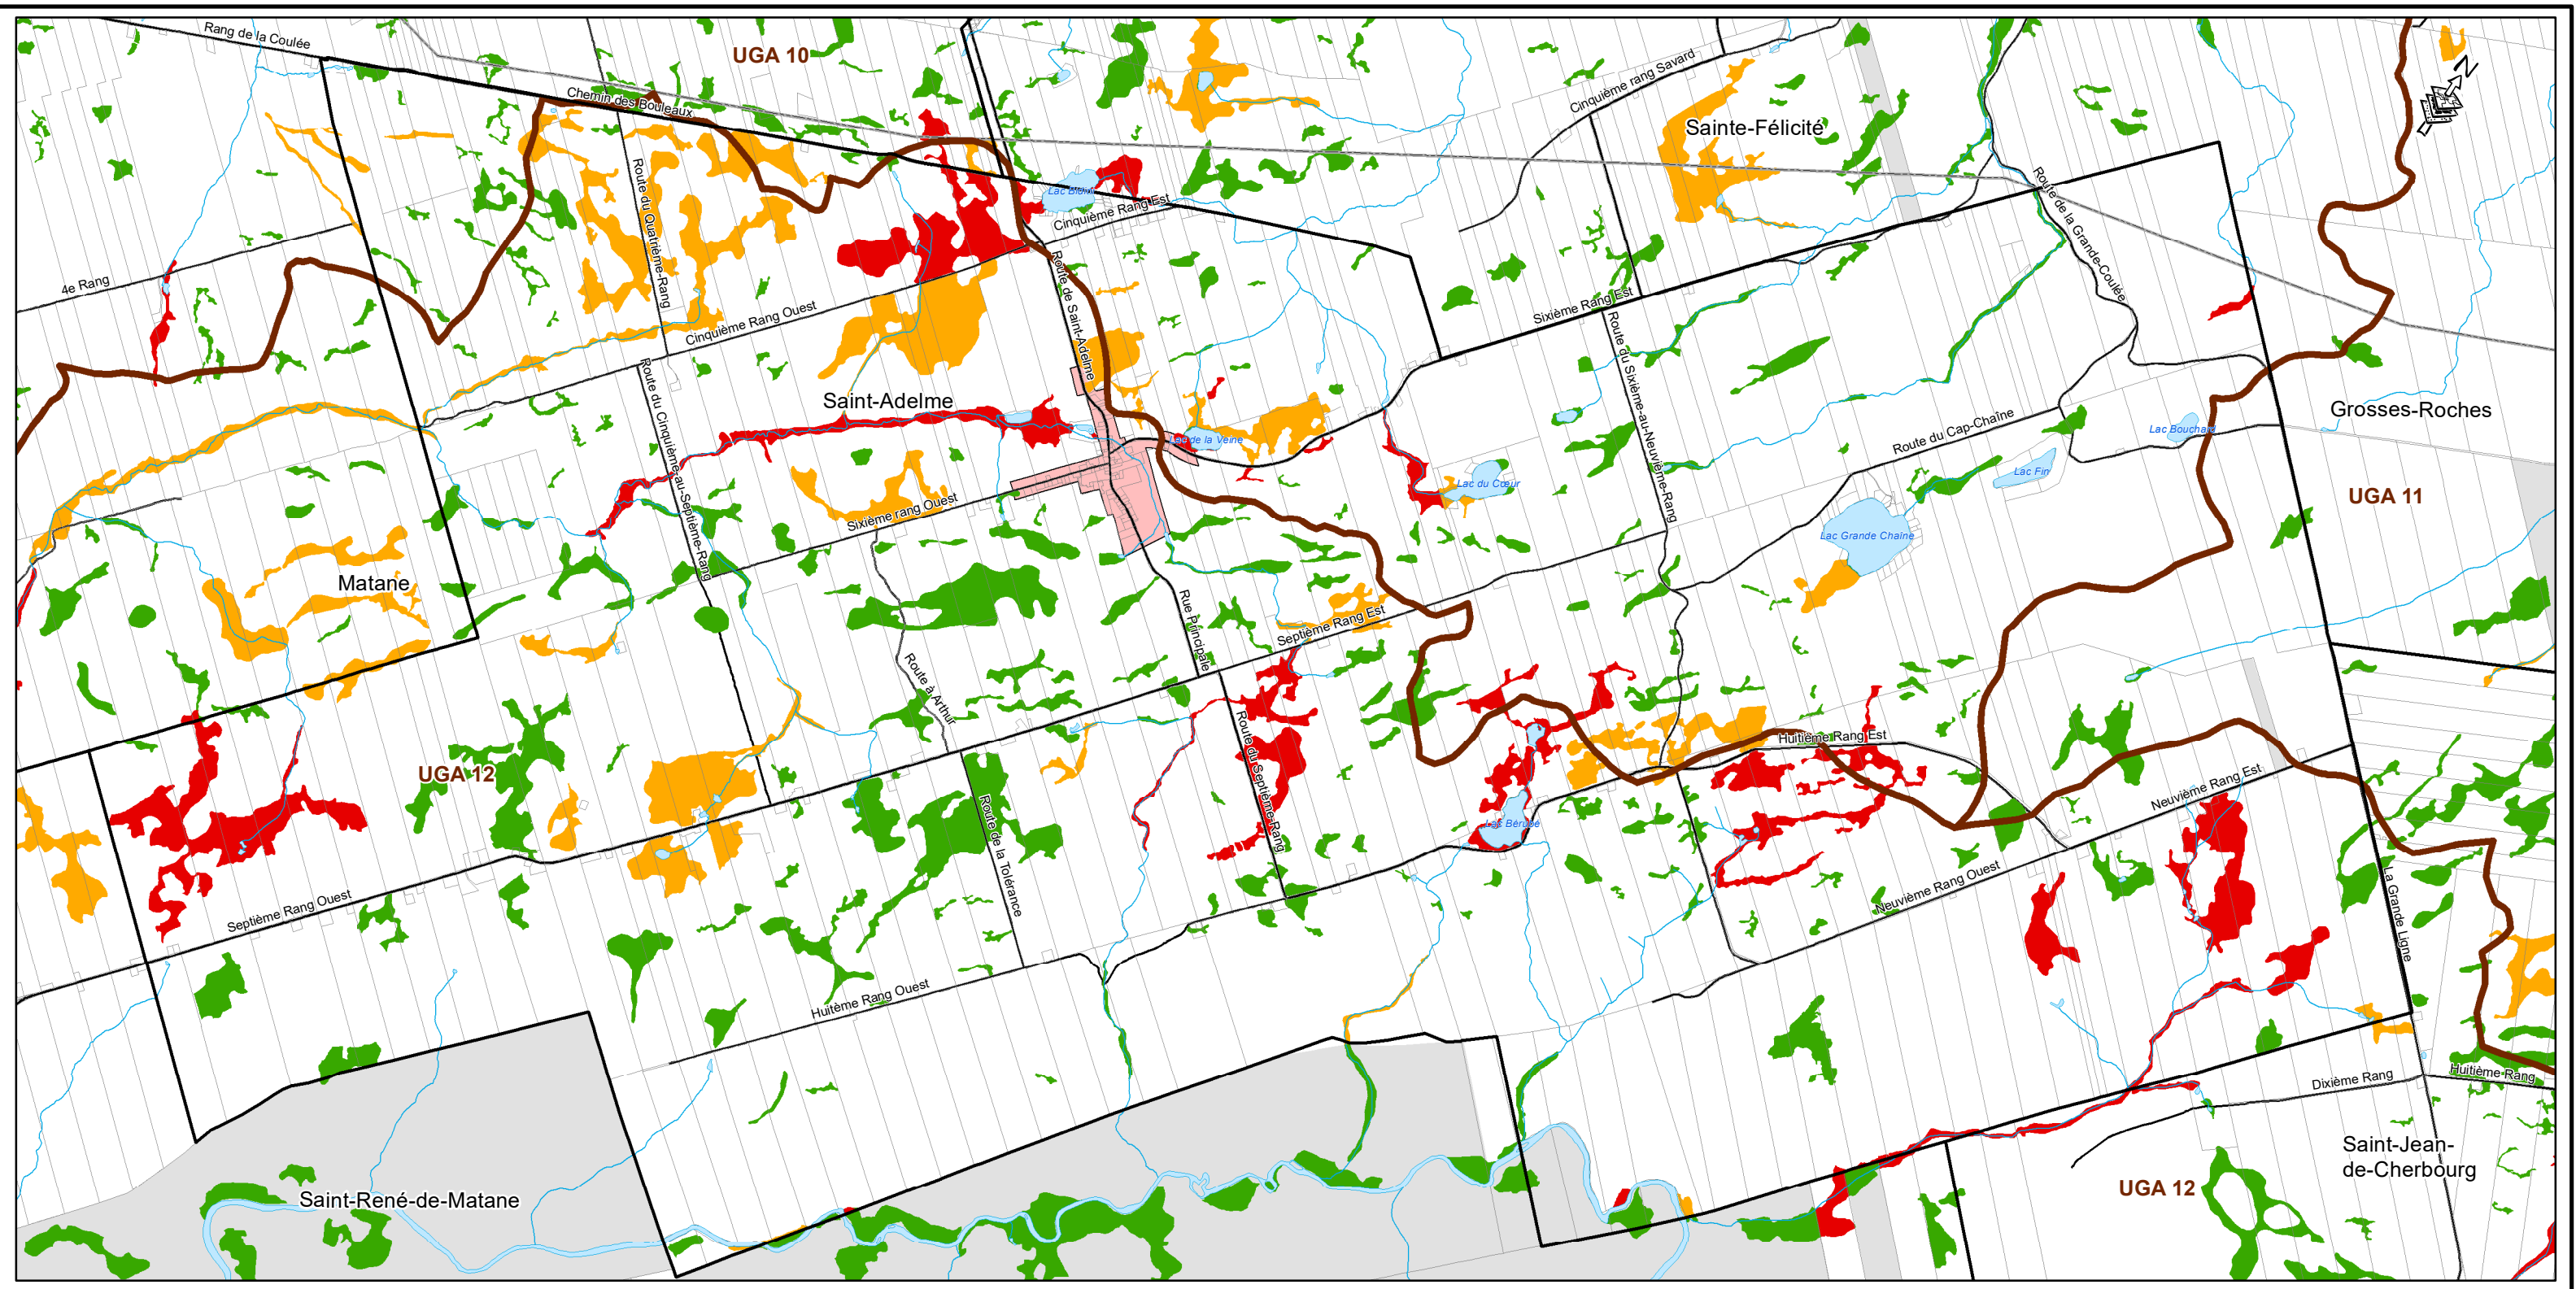 Rang de la Coulée
UGA 10
Cinquième rang Savard
N
Chemin des Bouleaux
Sainte-Félicité
Route du Quatrième-Rang
Lac Blein
Cinquième Rang Est
Route de la Grande-Coulée
4e Rang
Route de Saint-Adelme
Sixième Rang Est
Cinquième Rang Ouest
Route du Sixième-au-Neuvième-Rang
Route du Cinquième-au-Septième-Rang
Saint-Adelme
Grosses-Roches
Route du Cap-Chaîne
Lac Bouchard
Lac de la Veine
Lac Fin
Lac du Cœur
UGA 11
Sixième rang Ouest
Lac Grande Chaîne
Matane
Rue Principale
Septième Rang Est
Route à Arthur
Route du Septième-Rang
Huitième Rang Est
UGA 12
Neuvième Rang Est
Route de la Tolérance
Lac Bérubé
Neuvième Rang Ouest
La Grande Ligne
Septième Rang Ouest
Huitème Rang Ouest
Huitième Rang
Dixième Rang
Saint-Jean-
de-Cherbourg
UGA 12
Saint-René-de-Matane